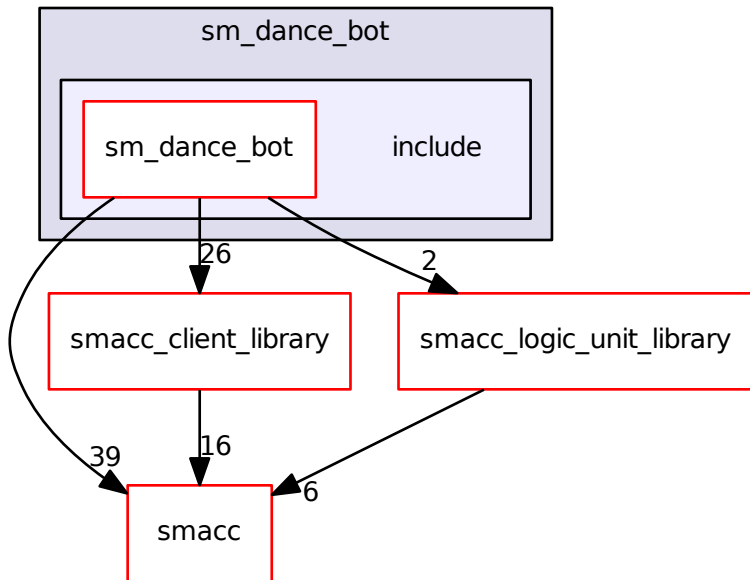 sm_dance_bot
sm_dance_bot
include
26
2
smacc_client_library
smacc_logic_unit_library
39
16
6
smacc